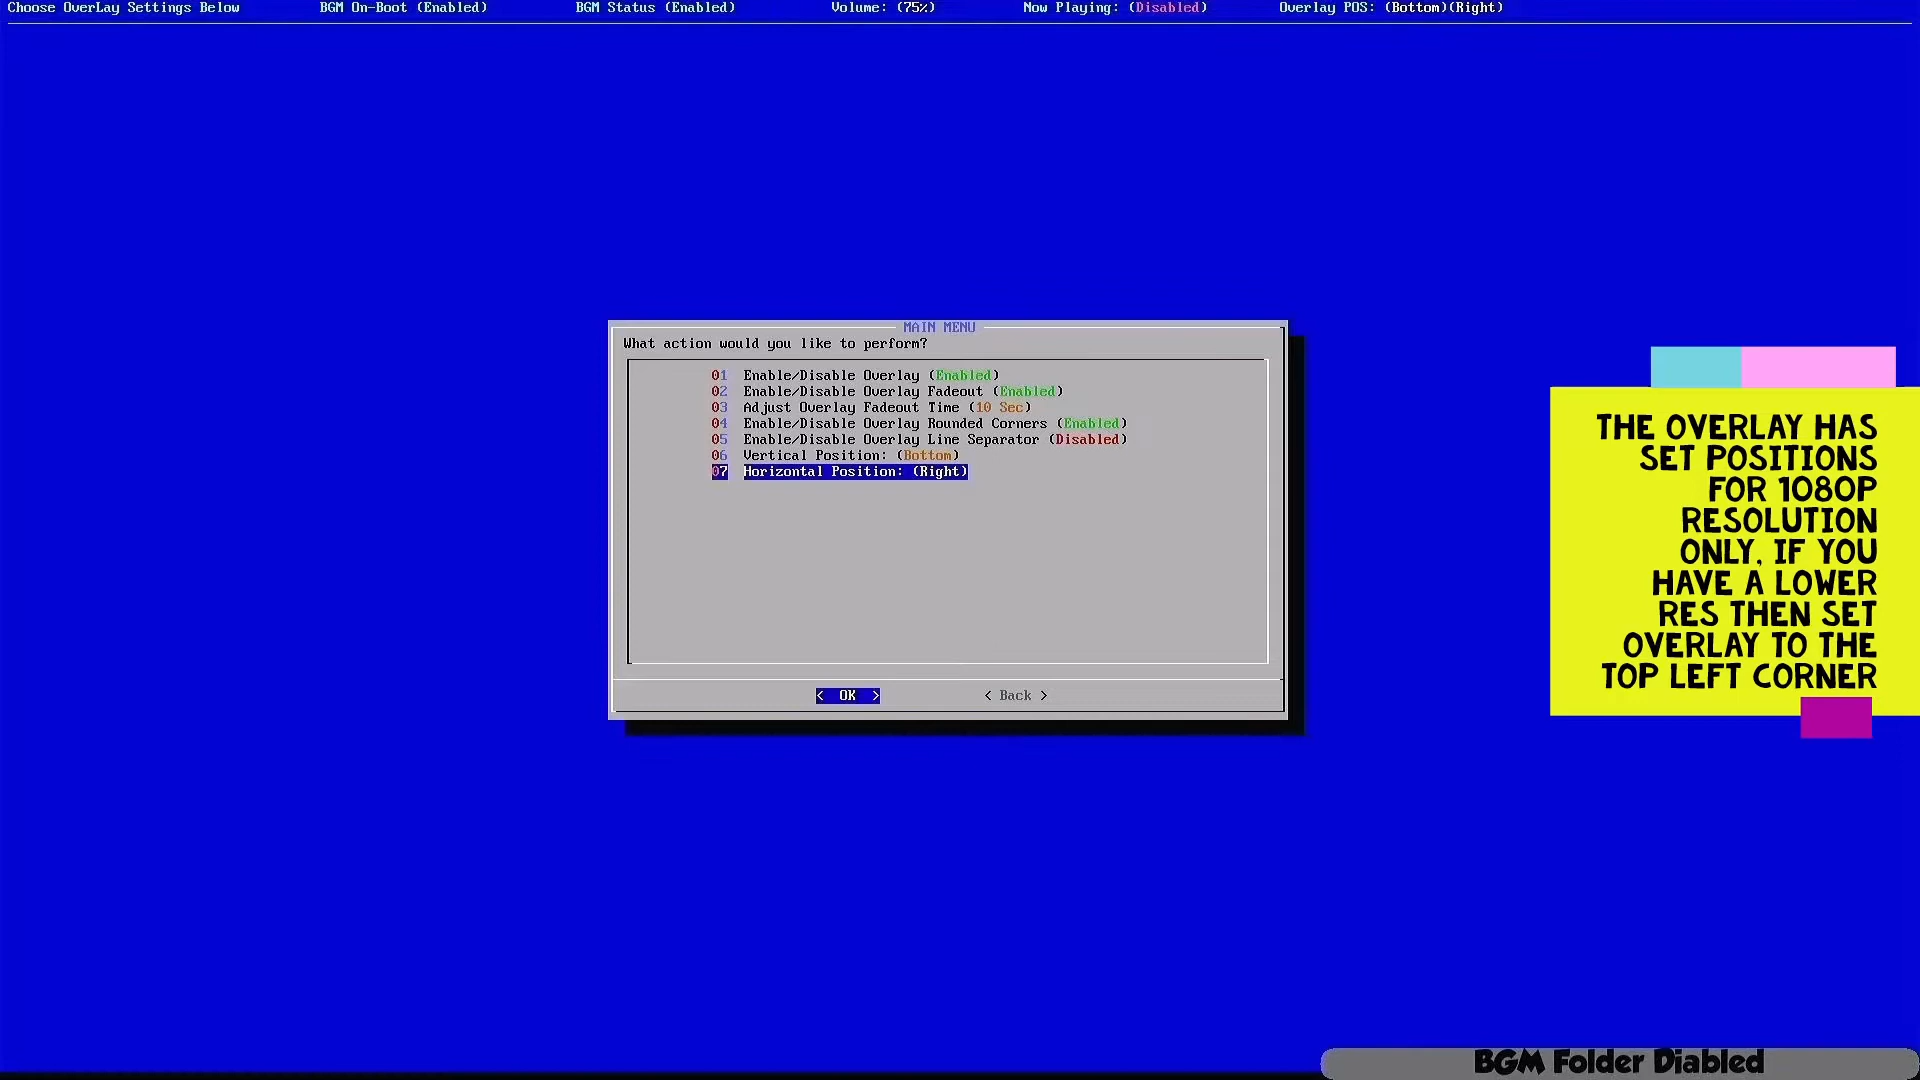 Choose OverLay Settings Below BGM On-Boot (Enabled) BGM Status (Enabled) Volume: (75%) Now Playing: (Disabled) Overlay POS: (Bottom)(Right)
MAIN MENU
What action would you like to perform?
01 Enable/Disable Overlay (Enabled)
02 Enable/Disable Overlay Fadeout (Enabled)
03 Adjust Overlay Fadeout Time (10 Sec)
04 Enable/Disable Overlay Rounded Corners (Enabled)
05 Enable/Disable Overlay Line Separator (Disabled)
06 Vertical Position: (Bottom)
07 Horizontal Position: (Right)
< OK > < Back >
THE OVERLAY HAS
SET POSITIONS
FOR 1080P
RESOLUTION
ONLY, IF YOU
HAVE A LOWER
RES THEN SET
OVERLAY TO THE
TOP LEFT CORNER
BGM Folder Diabled